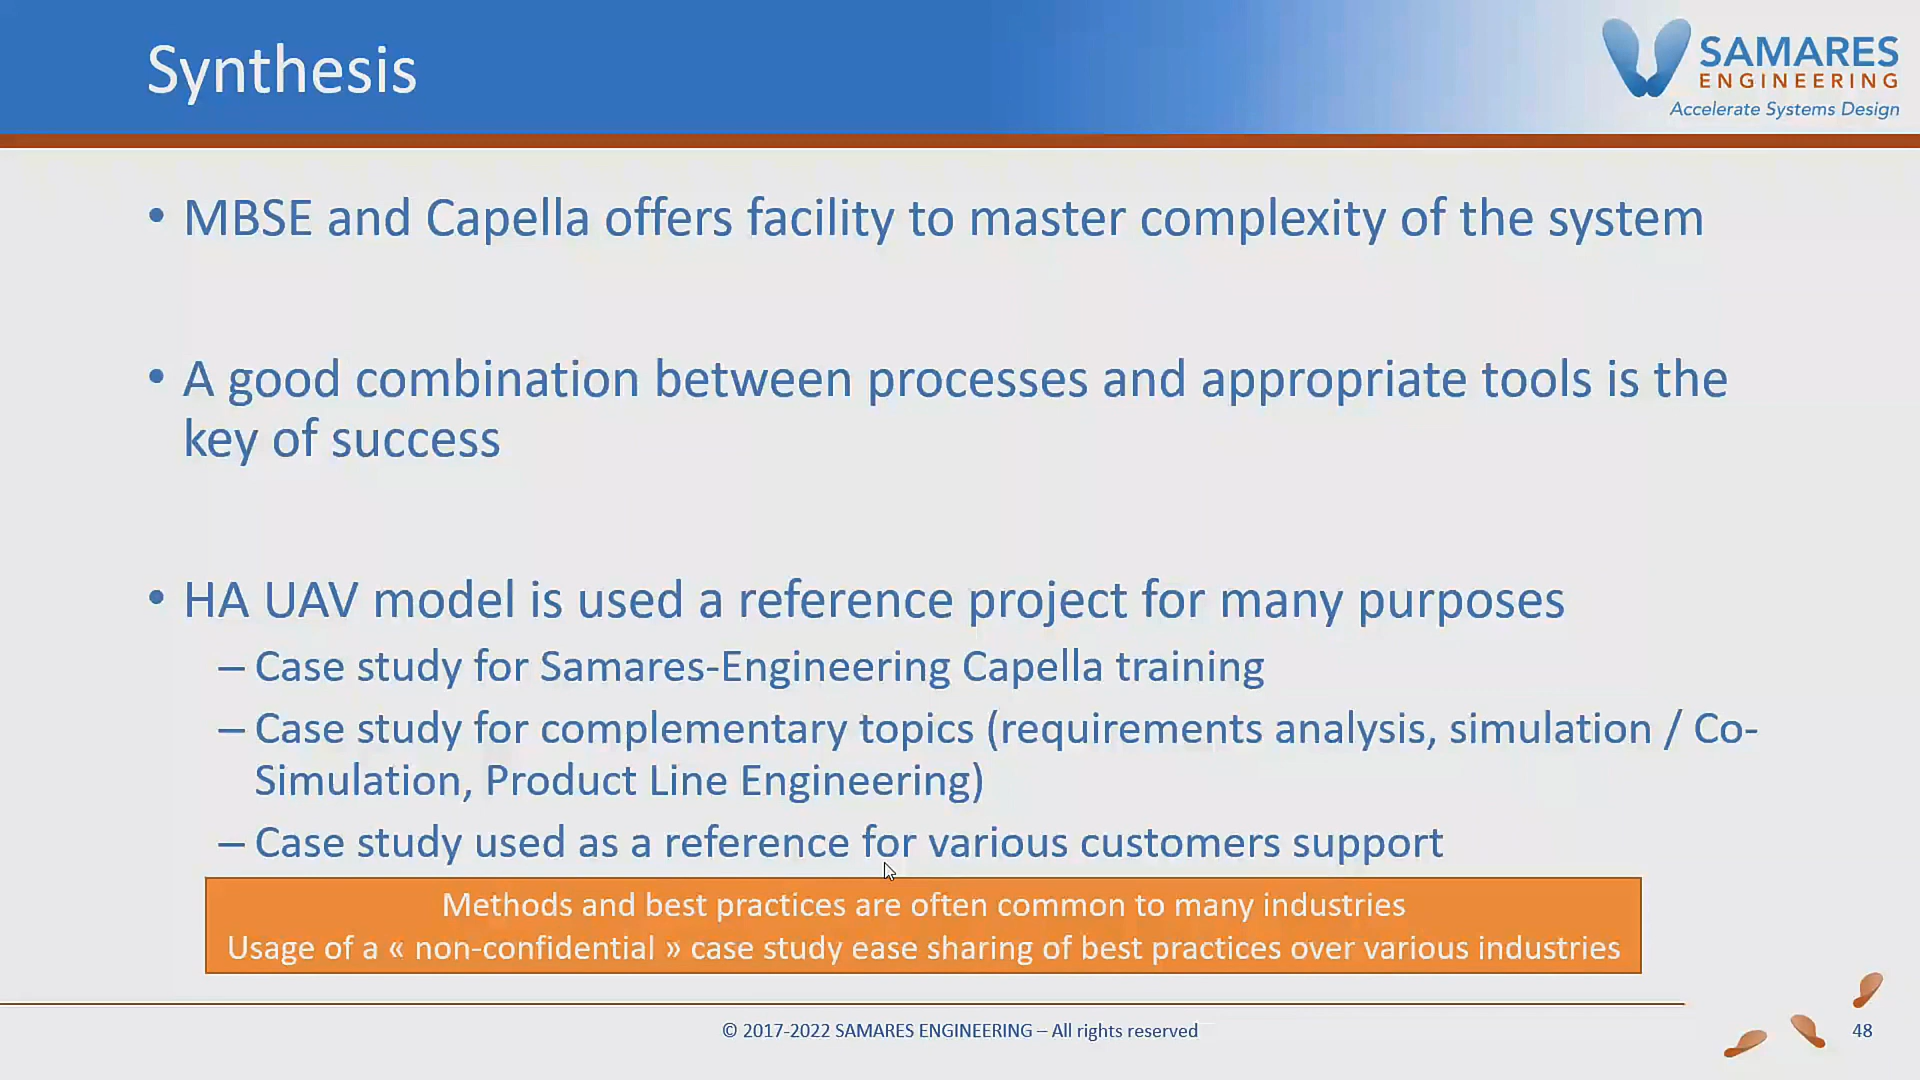 Synthesis
SAMARES
ENGINEERING
Accelerate Systems Design
• MBSE and Capella offers facility to master complexity of the system
• A good combination between processes and appropriate tools is the
key of success
• HA UAV model is used a reference project for many purposes
– Case study for Samares-Engineering Capella training
– Case study for complementary topics (requirements analysis, simulation / Co-
Simulation, Product Line Engineering)
– Case study used as a reference for various customers support
Methods and best practices are often common to many industries
Usage of a « non-confidential » case study ease sharing of best practices over various industries
© 2017-2022 SAMARES ENGINEERING – All rights reserved
48